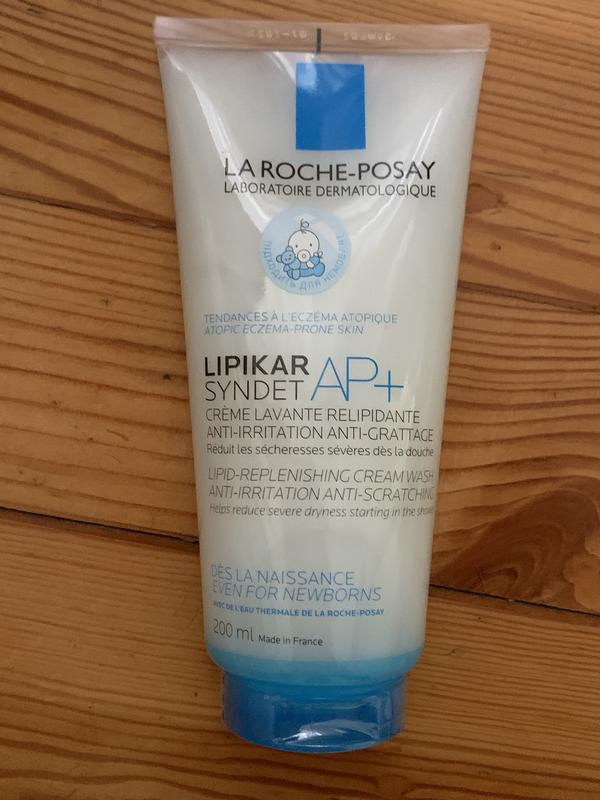 LA ROCHE-POSAY
LABORATOIRE DERMATOLOGIQUE
ПІДХОДИТЬ ДЛЯ НЕМОВЛЯТ
TENDANCES À L'ECZÉMA ATOPIQUE
ATOPIC ECZEMA-PRONE SKIN
LIPIKAR
SYNDET AP+
CRÈME LAVANTE RELIPIDANTE
ANTI-IRRITATION ANTI-GRATTAGE
Réduit les sécheresses sévères dès la douche
LIPID-REPLENISHING CREAM WASH
ANTI-IRRITATION ANTI-SCRATCHING
Helps reduce severe dryness starting in the
DÈS LA NAISSANCE
EVEN FOR NEWBORNS
AVEC DE L'EAU THERMALE DE LA ROCHE-POSAY
200 ml Made in France